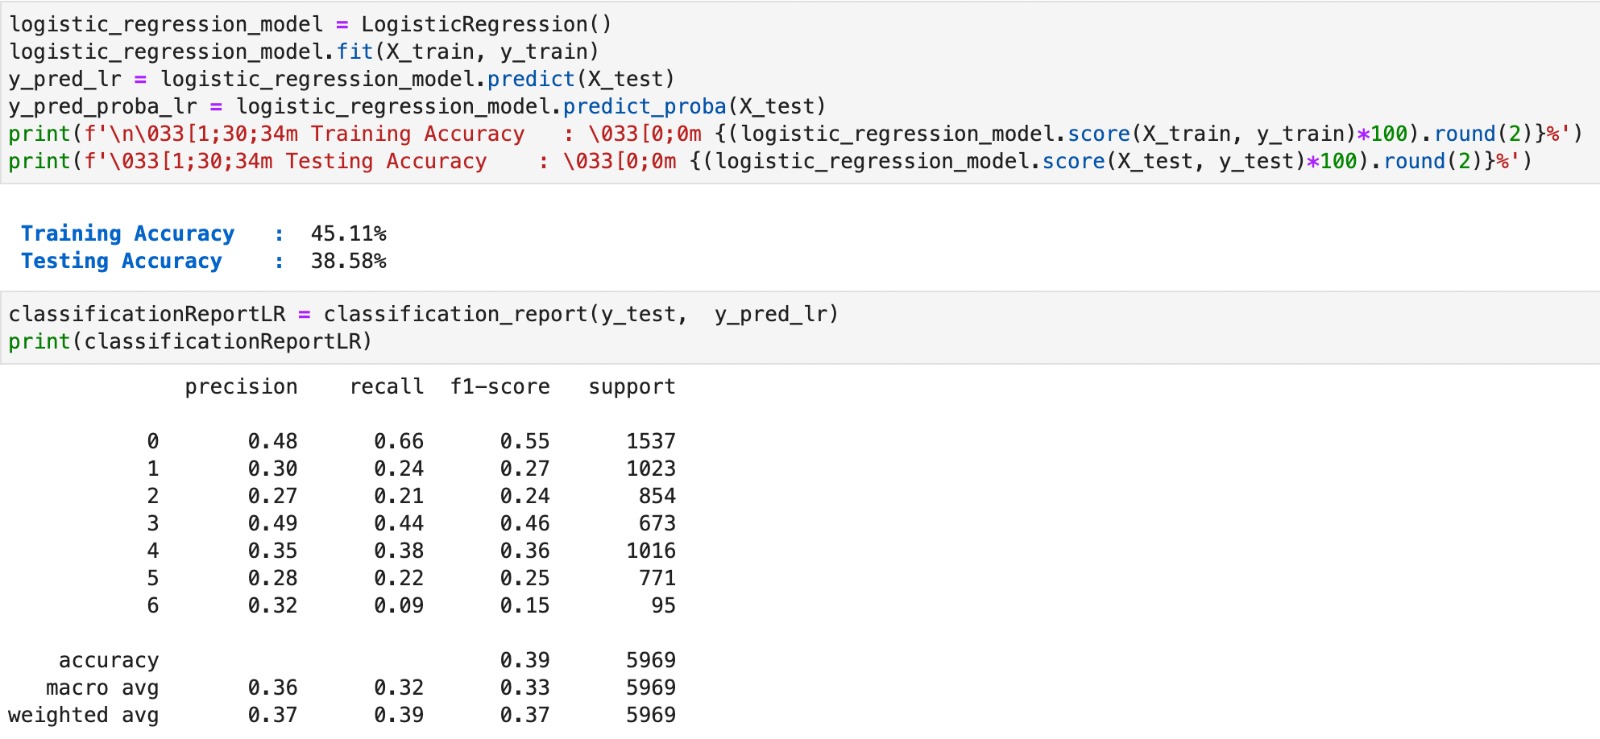 logistic_regression_model = LogisticRegression()
logistic_regression_model.fit(X_train, y_train)
y_pred_lr = logistic_regression_model.predict(X_test)
y_pred_proba_lr = logistic_regression_model.predict_proba(X_test)
print(f'\n\033[1;30;34m Training Accuracy   : \033[0;0m {(logistic_regression_model.score(X_train, y_train)*100).round(2)}%')
print(f'\033[1;30;34m Testing Accuracy    : \033[0;0m {(logistic_regression_model.score(X_test, y_test)*100).round(2)}%')
Training Accuracy   :  45.11%
Testing Accuracy    :  38.58%
classificationReportLR = classification_report(y_test,  y_pred_lr)
print(classificationReportLR)
              precision    recall  f1-score   support
           0       0.48      0.66      0.55      1537
           1       0.30      0.24      0.27      1023
           2       0.27      0.21      0.24       854
           3       0.49      0.44      0.46       673
           4       0.35      0.38      0.36      1016
           5       0.28      0.22      0.25       771
           6       0.32      0.09      0.15        95
    accuracy                           0.39      5969
   macro avg       0.36      0.32      0.33      5969
weighted avg       0.37      0.39      0.37      5969